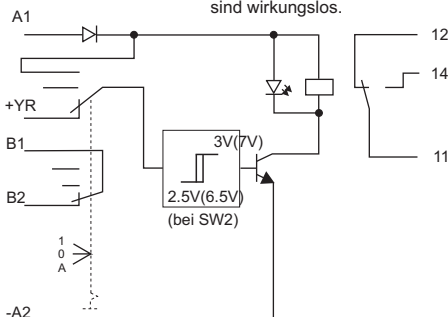 sind wirkungslos.
A1
12
14
+YR
B1
3V(7V)
11
2.5V(6.5V)
B2
(bei SW2)
1
0
A
-A2